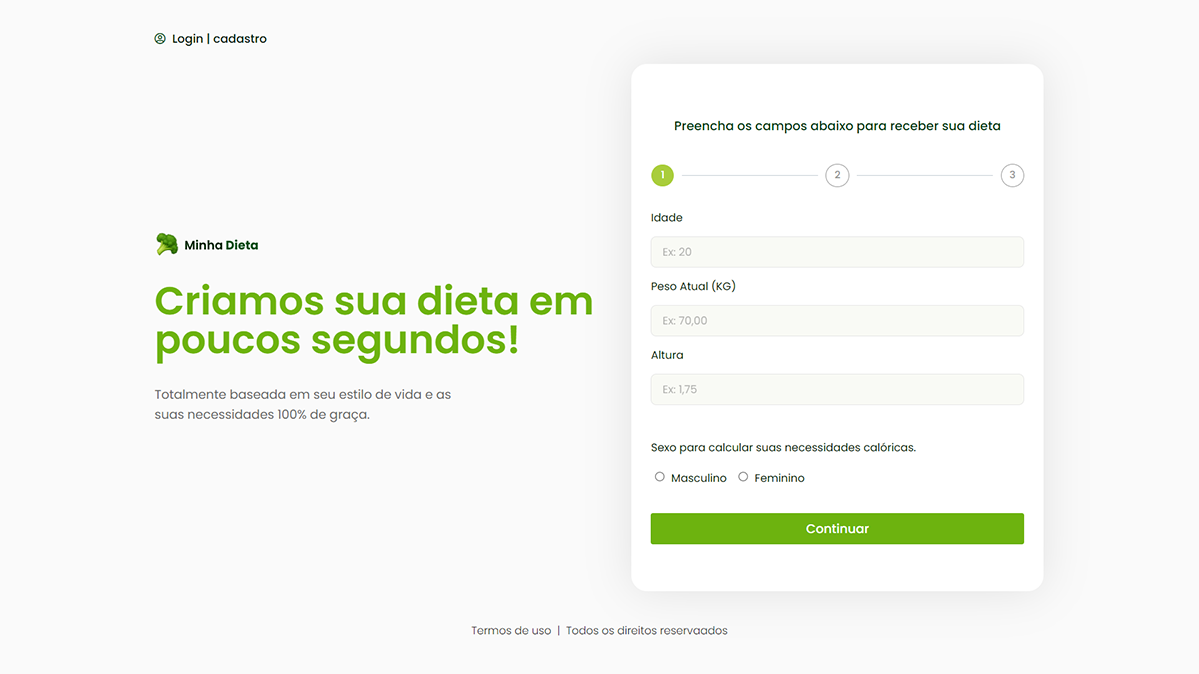 Login | cadastro
Minha Dieta
Criamos sua dieta em
poucos segundos!
Totalmente baseada em seu estilo de vida e as
suas necessidades 100% de graça.
Preencha os campos abaixo para receber sua dieta
1 2 3
Idade
Ex: 20
Peso Atual (KG)
Ex: 70,00
Altura
Ex: 1,75
Sexo para calcular suas necessidades calóricas.
Masculino Feminino
Continuar
Termos de uso | Todos os direitos reservaados